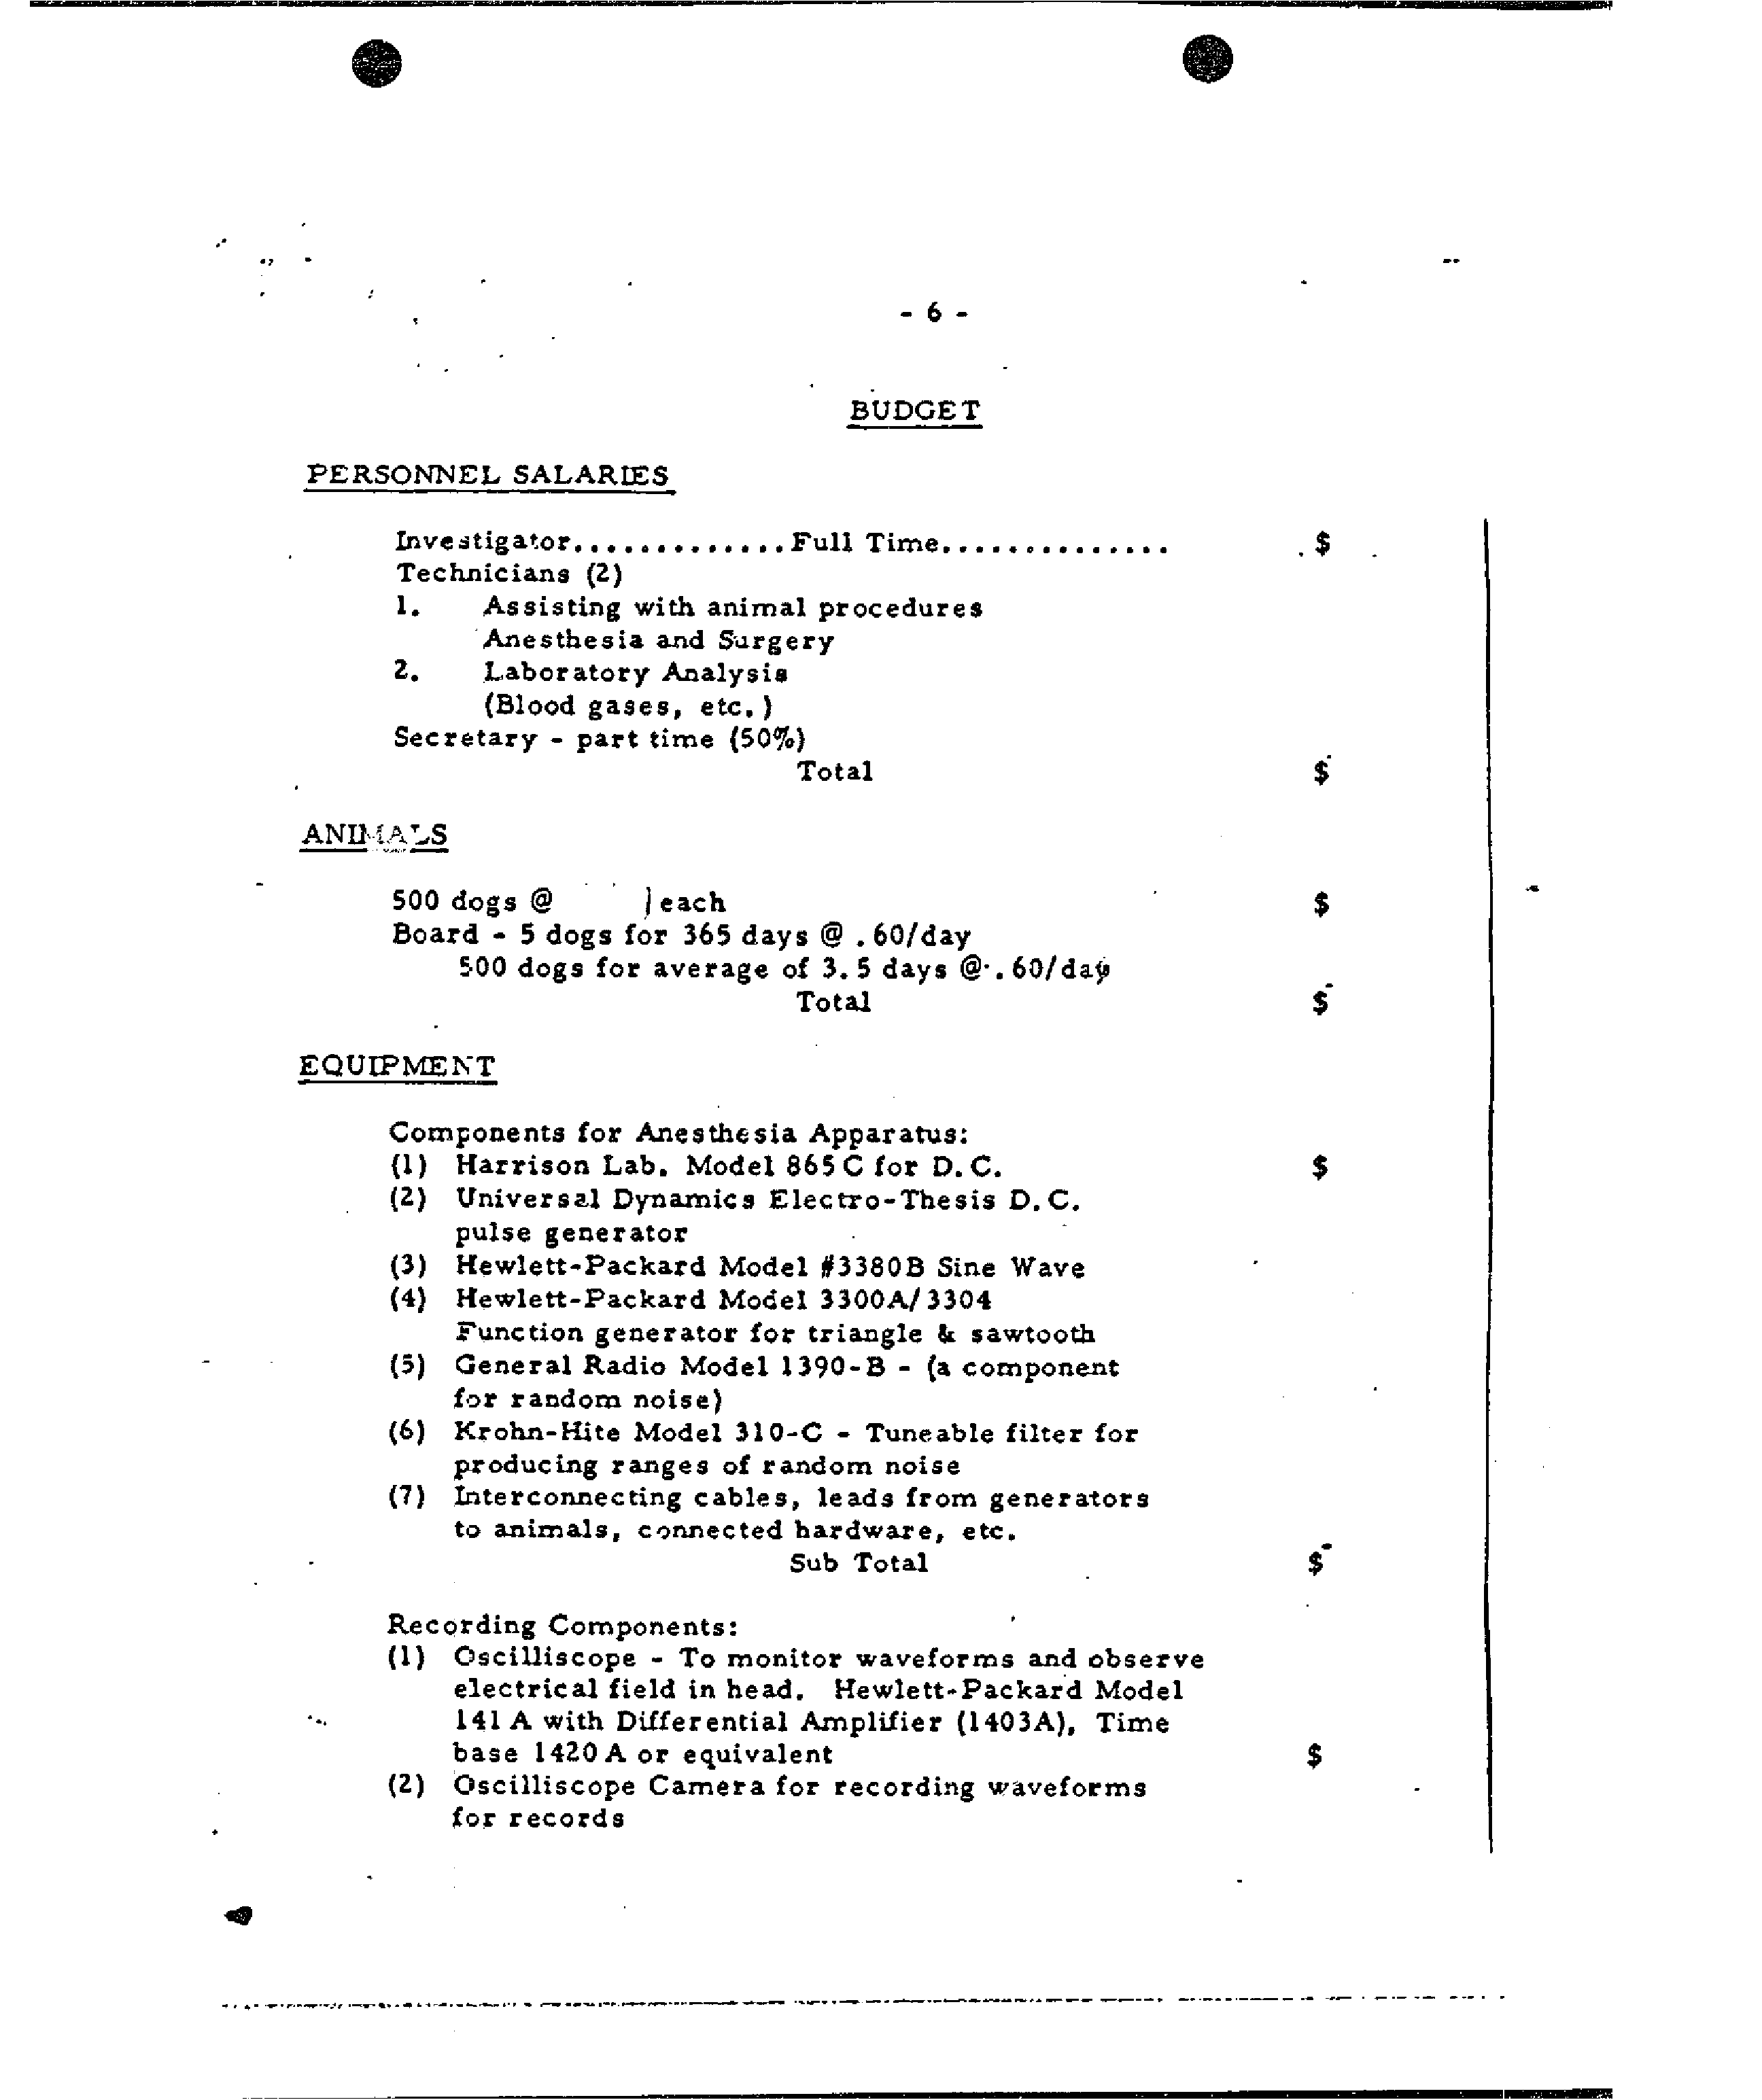 - 6 -
BUDGET
PERSONNEL SALARIES
Investigator.............Full Time.............. $
Technicians (2)
1. Assisting with animal procedures
Anesthesia and Surgery
2. Laboratory Analysis
(Blood gases, etc.)
Secretary - part time (50%)
Total $
ANIMALS
500 dogs @ each $
Board - 5 dogs for 365 days @ .60/day
500 dogs for average of 3.5 days @ .60/day
Total $
EQUIPMENT
Components for Anesthesia Apparatus:
(1) Harrison Lab. Model 865 C for D.C. $
(2) Universal Dynamics Electro-Thesis D.C.
pulse generator
(3) Hewlett-Packard Model #3380B Sine Wave
(4) Hewlett-Packard Model 3300A/3304
Function generator for triangle & sawtooth
(5) General Radio Model 1390-B - (a component
for random noise)
(6) Krohn-Hite Model 310-C - Tuneable filter for
producing ranges of random noise
(7) Interconnecting cables, leads from generators
to animals, connected hardware, etc.
Sub Total $
Recording Components:
(1) Oscilliscope - To monitor waveforms and observe
electrical field in head. Hewlett-Packard Model
141 A with Differential Amplifier (1403A), Time
base 1420 A or equivalent $
(2) Oscilliscope Camera for recording waveforms
for records